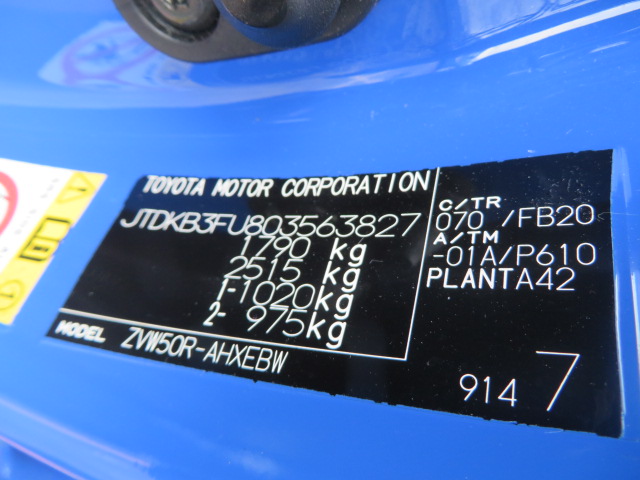 TOYOTA MOTOR CORPORATION
JTDKB3FU803563827
1790 kg
2515 kg
1-1020kg
2- 975kg
MODEL ZVW50R-AHXEBW
C/TR
070 /FB20
A/TM
-01A/P610
PLANTA42
914 7